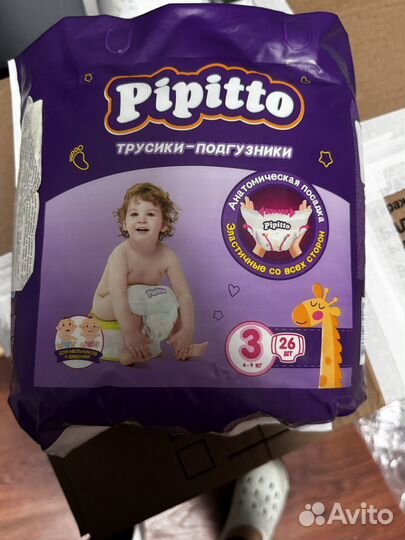 Pipitto
ТРУСИКИ-ПОДГУЗНИКИ
Анатомическая посадка
Pipitto
Эластичные со всех сторон
Pipitto
ДЛЯ МАЛЬЧИКОВ
И ДЕВОЧЕК
3
4-9 КГ
26
ШТ
Avito